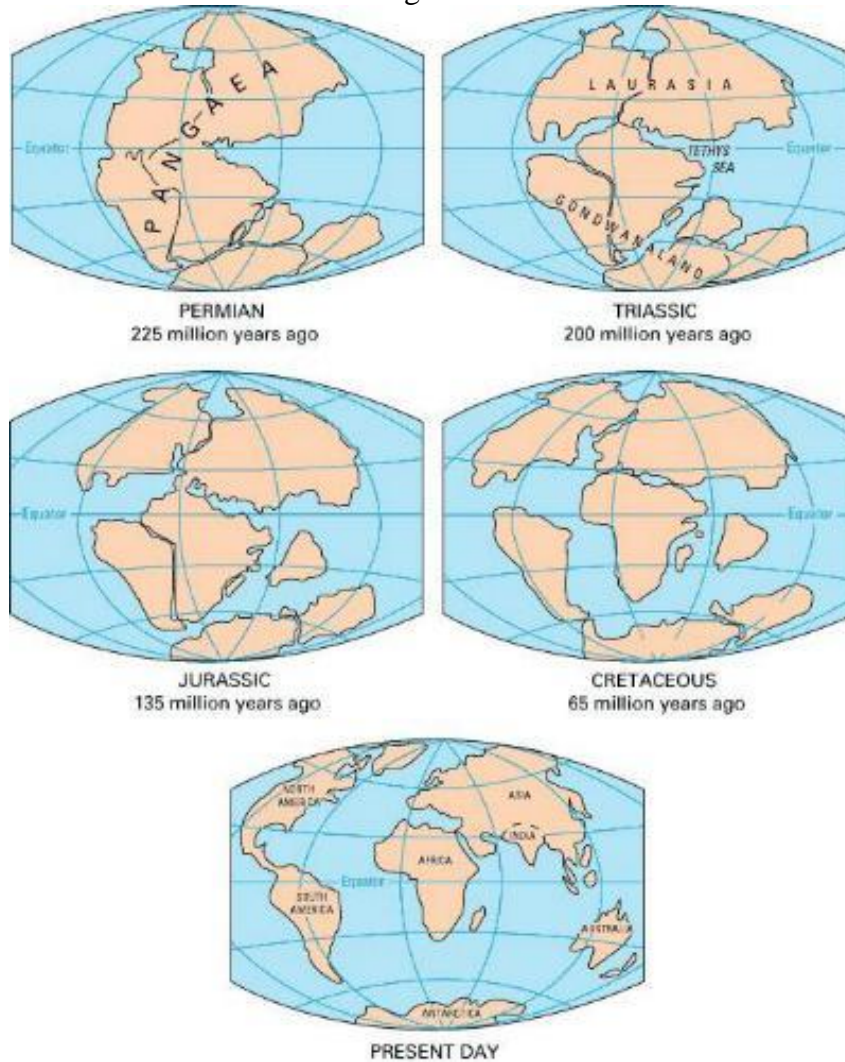 PANGAEA
Equator
PERMIAN
225 million years ago
LAURASIA
TETHYS
SEA
Equator
GONDWANALAND
TRIASSIC
200 million years ago
Equator
JURASSIC
135 million years ago
Equator
CRETACEOUS
65 million years ago
NORTH
AMERICA
ASIA
INDIA
AFRICA
Equator
SOUTH
AMERICA
AUSTRALIA
ANTARCTICA
PRESENT DAY